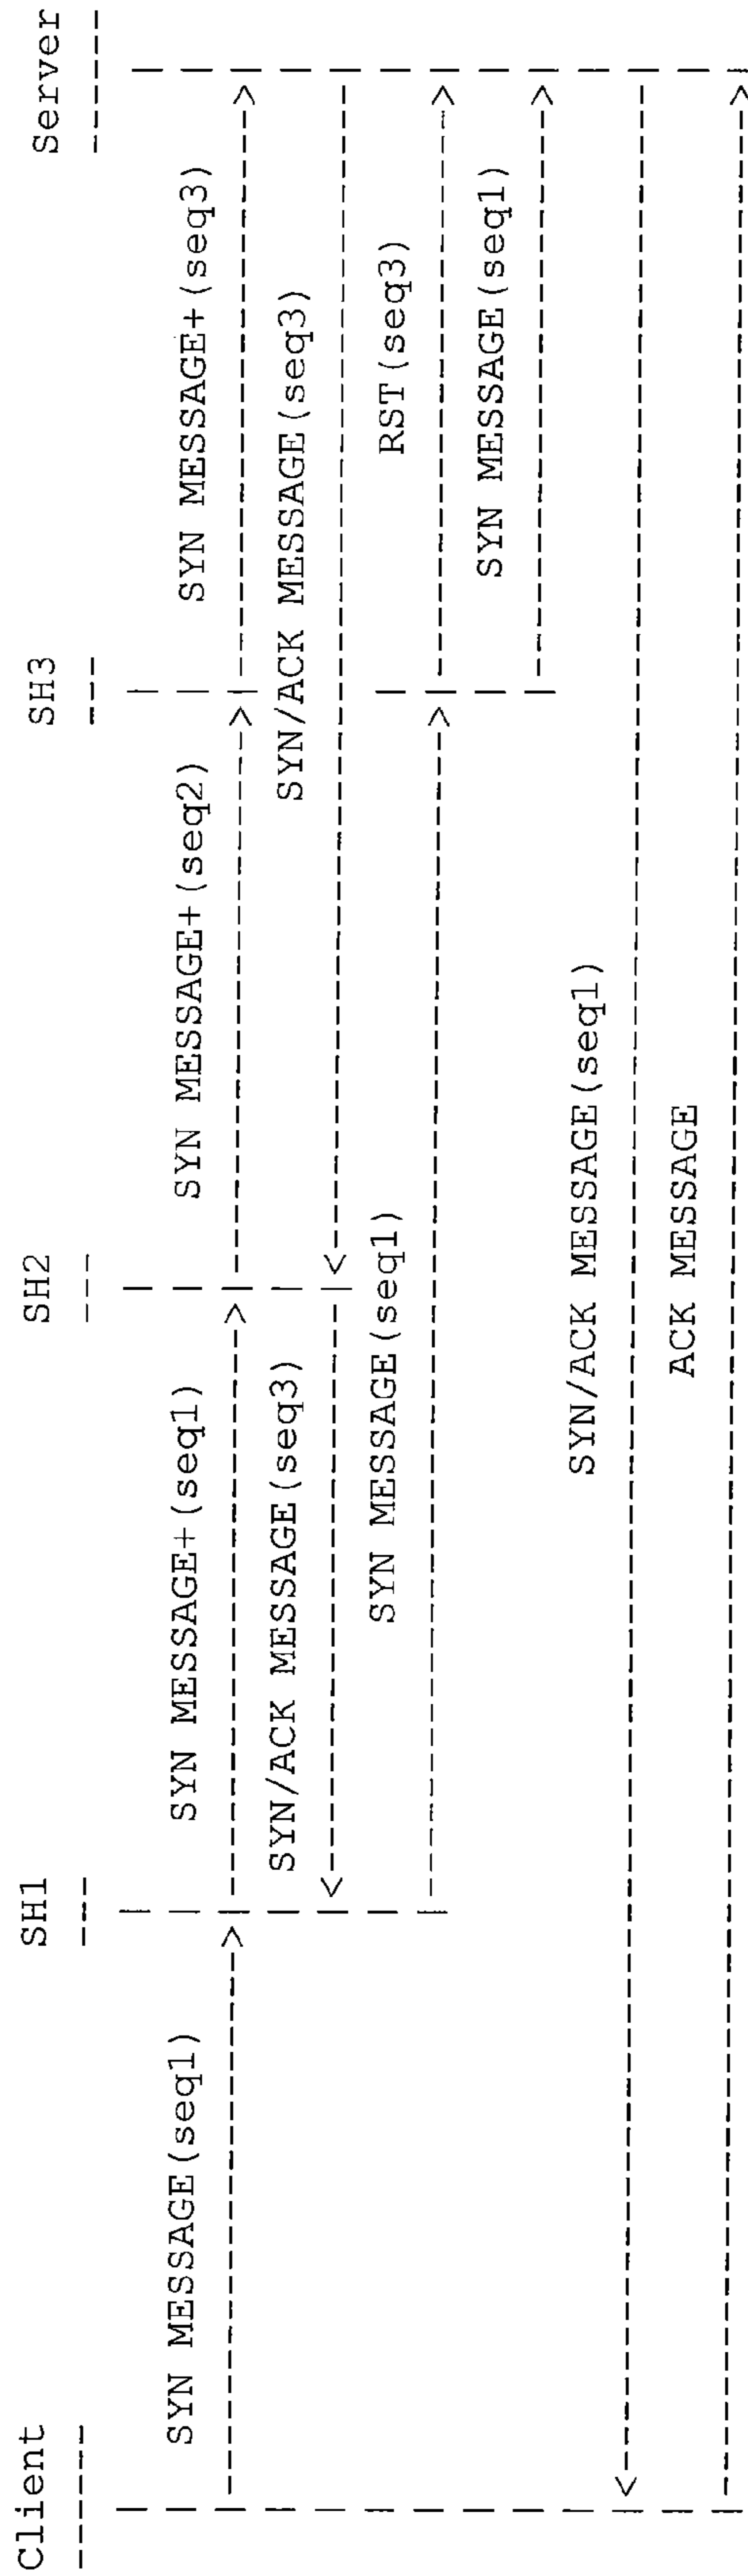 Client SH1 SH2 SH3 Server
SYN MESSAGE(seq1) SYN MESSAGE+(seq1) SYN MESSAGE+(seq2) SYN MESSAGE+(seq3)
SYN/ACK MESSAGE(seq3) SYN/ACK MESSAGE(seq3)
SYN MESSAGE(seq1) RST(seq3)
SYN MESSAGE(seq1)
SYN/ACK MESSAGE(seq1)
ACK MESSAGE